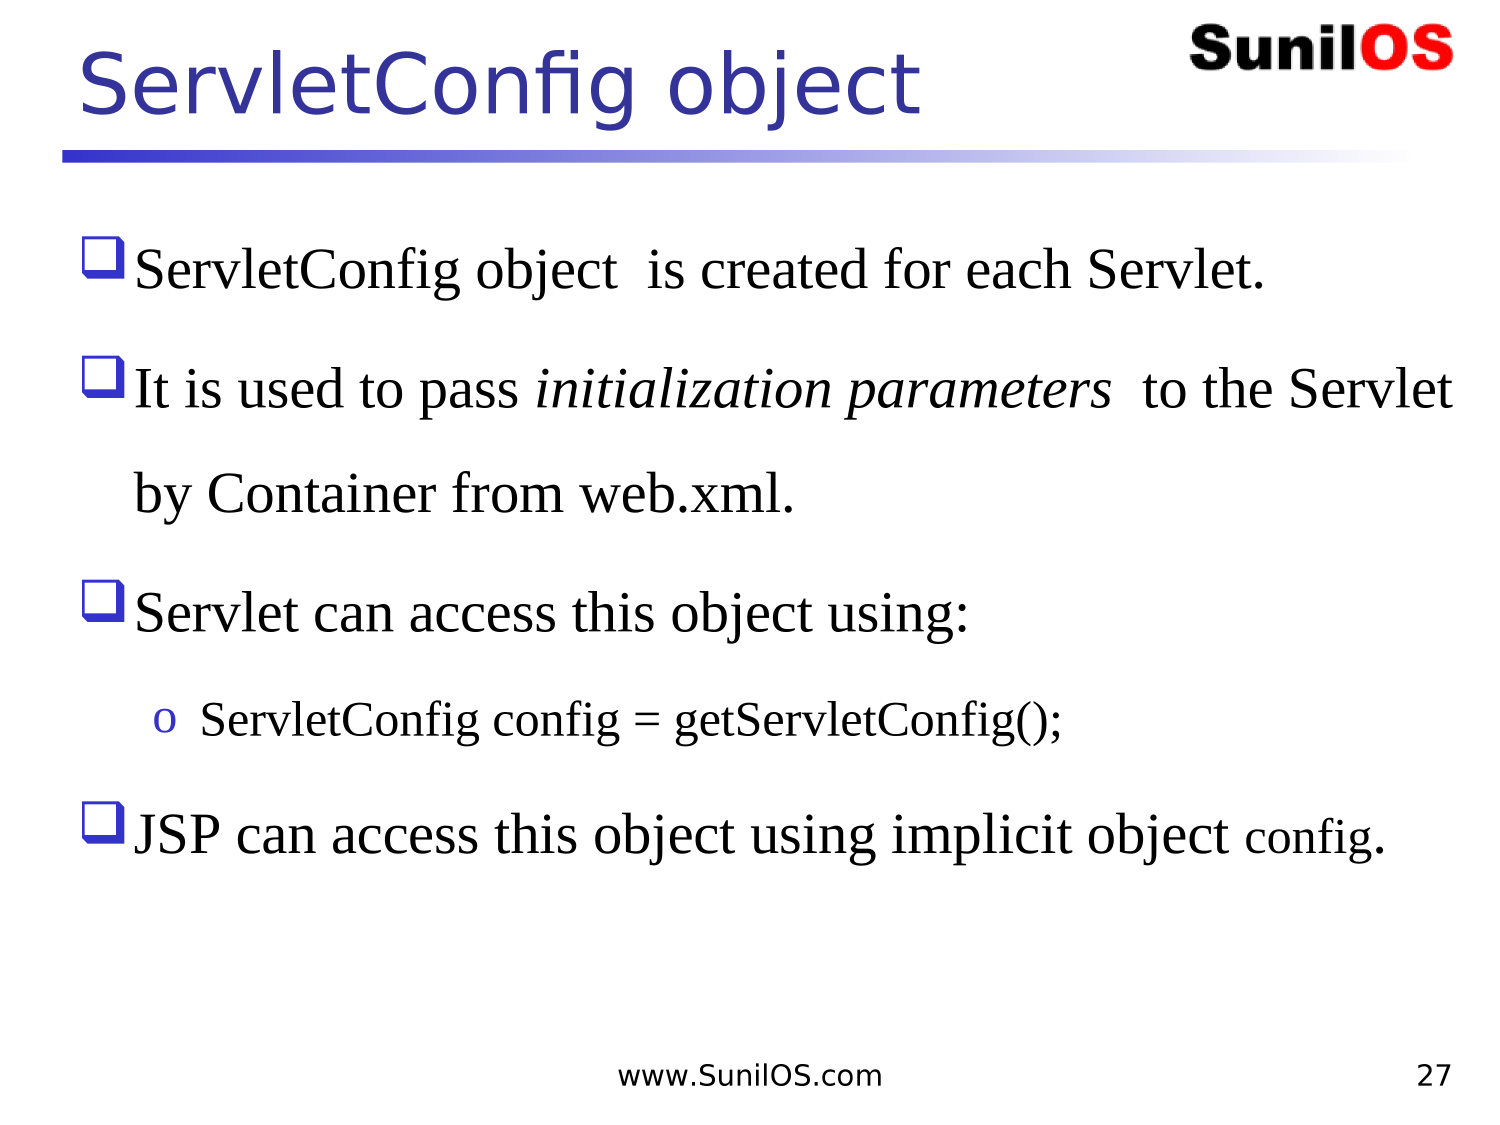 SunilOS
ServletConfig object
ServletConfig object  is created for each Servlet.
It is used to pass initialization parameters  to the Servlet
by Container from web.xml.
Servlet can access this object using:
o ServletConfig config = getServletConfig();
JSP can access this object using implicit object config.
www.SunilOS.com
27